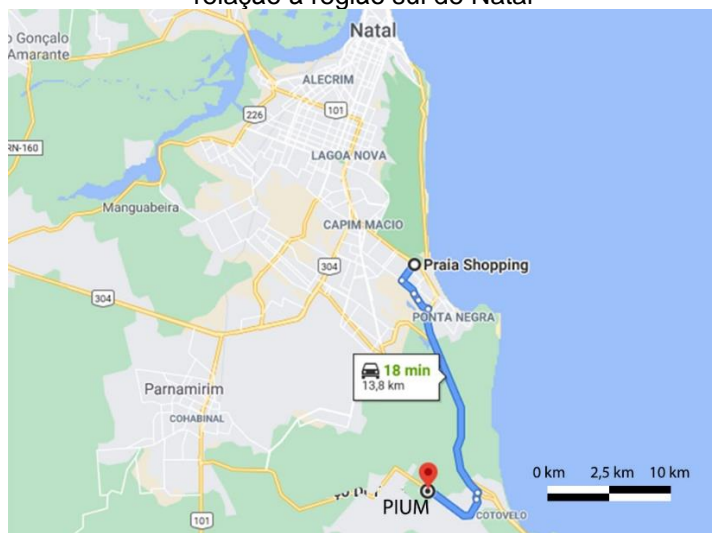 relação à região sul de Natal
o Gonçalo
Amarante
Natal
ALECRIM
101
226
RN-160
LAGOA NOVA
Manguabeira
CAPIM MACIO
Praia Shopping
304
304
PONTA NEGRA
18 min
13,8 km
Parnamirim
COHABINAL
0 km 2,5 km 10 km
PIUM
COTOVELO
101